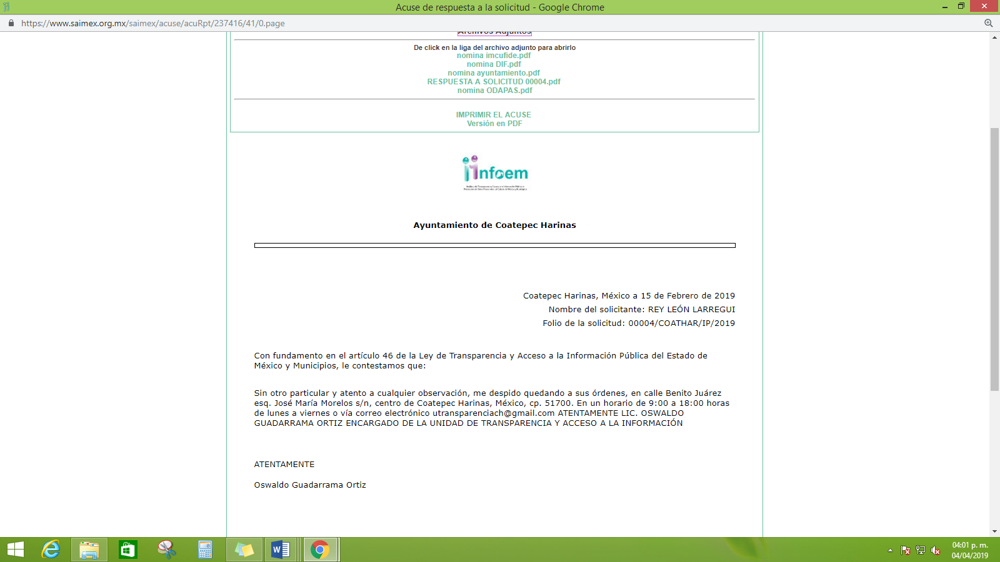 Acuse de respuesta a la solicitud - Google Chrome
https://www.saimex.org.mx/saimex/acuse/acuRpt/237416/41/0.page
Archivos Adjuntos
De click en la liga del archivo adjunto para abrirlo
nomina imcufide.pdf
nomina DIF.pdf
nomina ayuntamiento.pdf
RESPUESTA A SOLICITUD 00004.pdf
nomina ODAPAS.pdf
IMPRIMIR EL ACUSE
Versión en PDF
infoem
Ayuntamiento de Coatepec Harinas
Coatepec Harinas, México a 15 de Febrero de 2019
Nombre del solicitante: REY LEÓN LARREGUI
Folio de la solicitud: 00004/COATHAR/IP/2019
Con fundamento en el artículo 46 de la Ley de Transparencia y Acceso a la Información Pública del Estado de
México y Municipios, le contestamos que:
Sin otro particular y atento a cualquier observación, me despido quedando a sus órdenes, en calle Benito Juárez
esq. José María Morelos s/n, centro de Coatepec Harinas, México, cp. 51700. En un horario de 9:00 a 18:00 horas
de lunes a viernes o vía correo electrónico utransparenciach@gmail.com ATENTAMENTE LIC. OSWALDO
GUADARRAMA ORTIZ ENCARGADO DE LA UNIDAD DE TRANSPARENCIA Y ACCESO A LA INFORMACIÓN
ATENTAMENTE
Oswaldo Guadarrama Ortiz
04:01 p. m.
04/04/2019